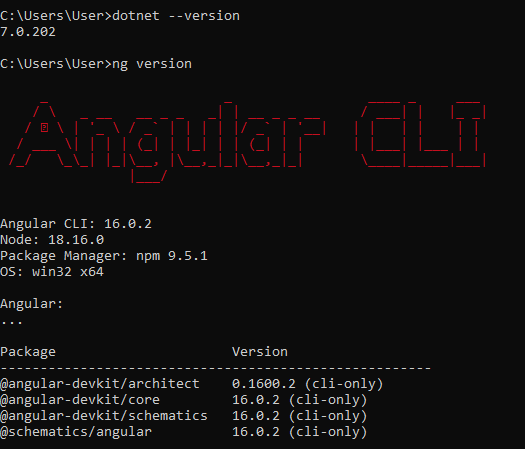 C:\Users\User>dotnet --version
7.0.202
C:\Users\User>ng version
Angular CLI
Angular CLI: 16.0.2
Node: 18.16.0
Package Manager: npm 9.5.1
OS: win32 x64
Angular:
...
Package Version
------------------------------------------------------
@angular-devkit/architect 0.1600.2 (cli-only)
@angular-devkit/core 16.0.2 (cli-only)
@angular-devkit/schematics 16.0.2 (cli-only)
@schematics/angular 16.0.2 (cli-only)